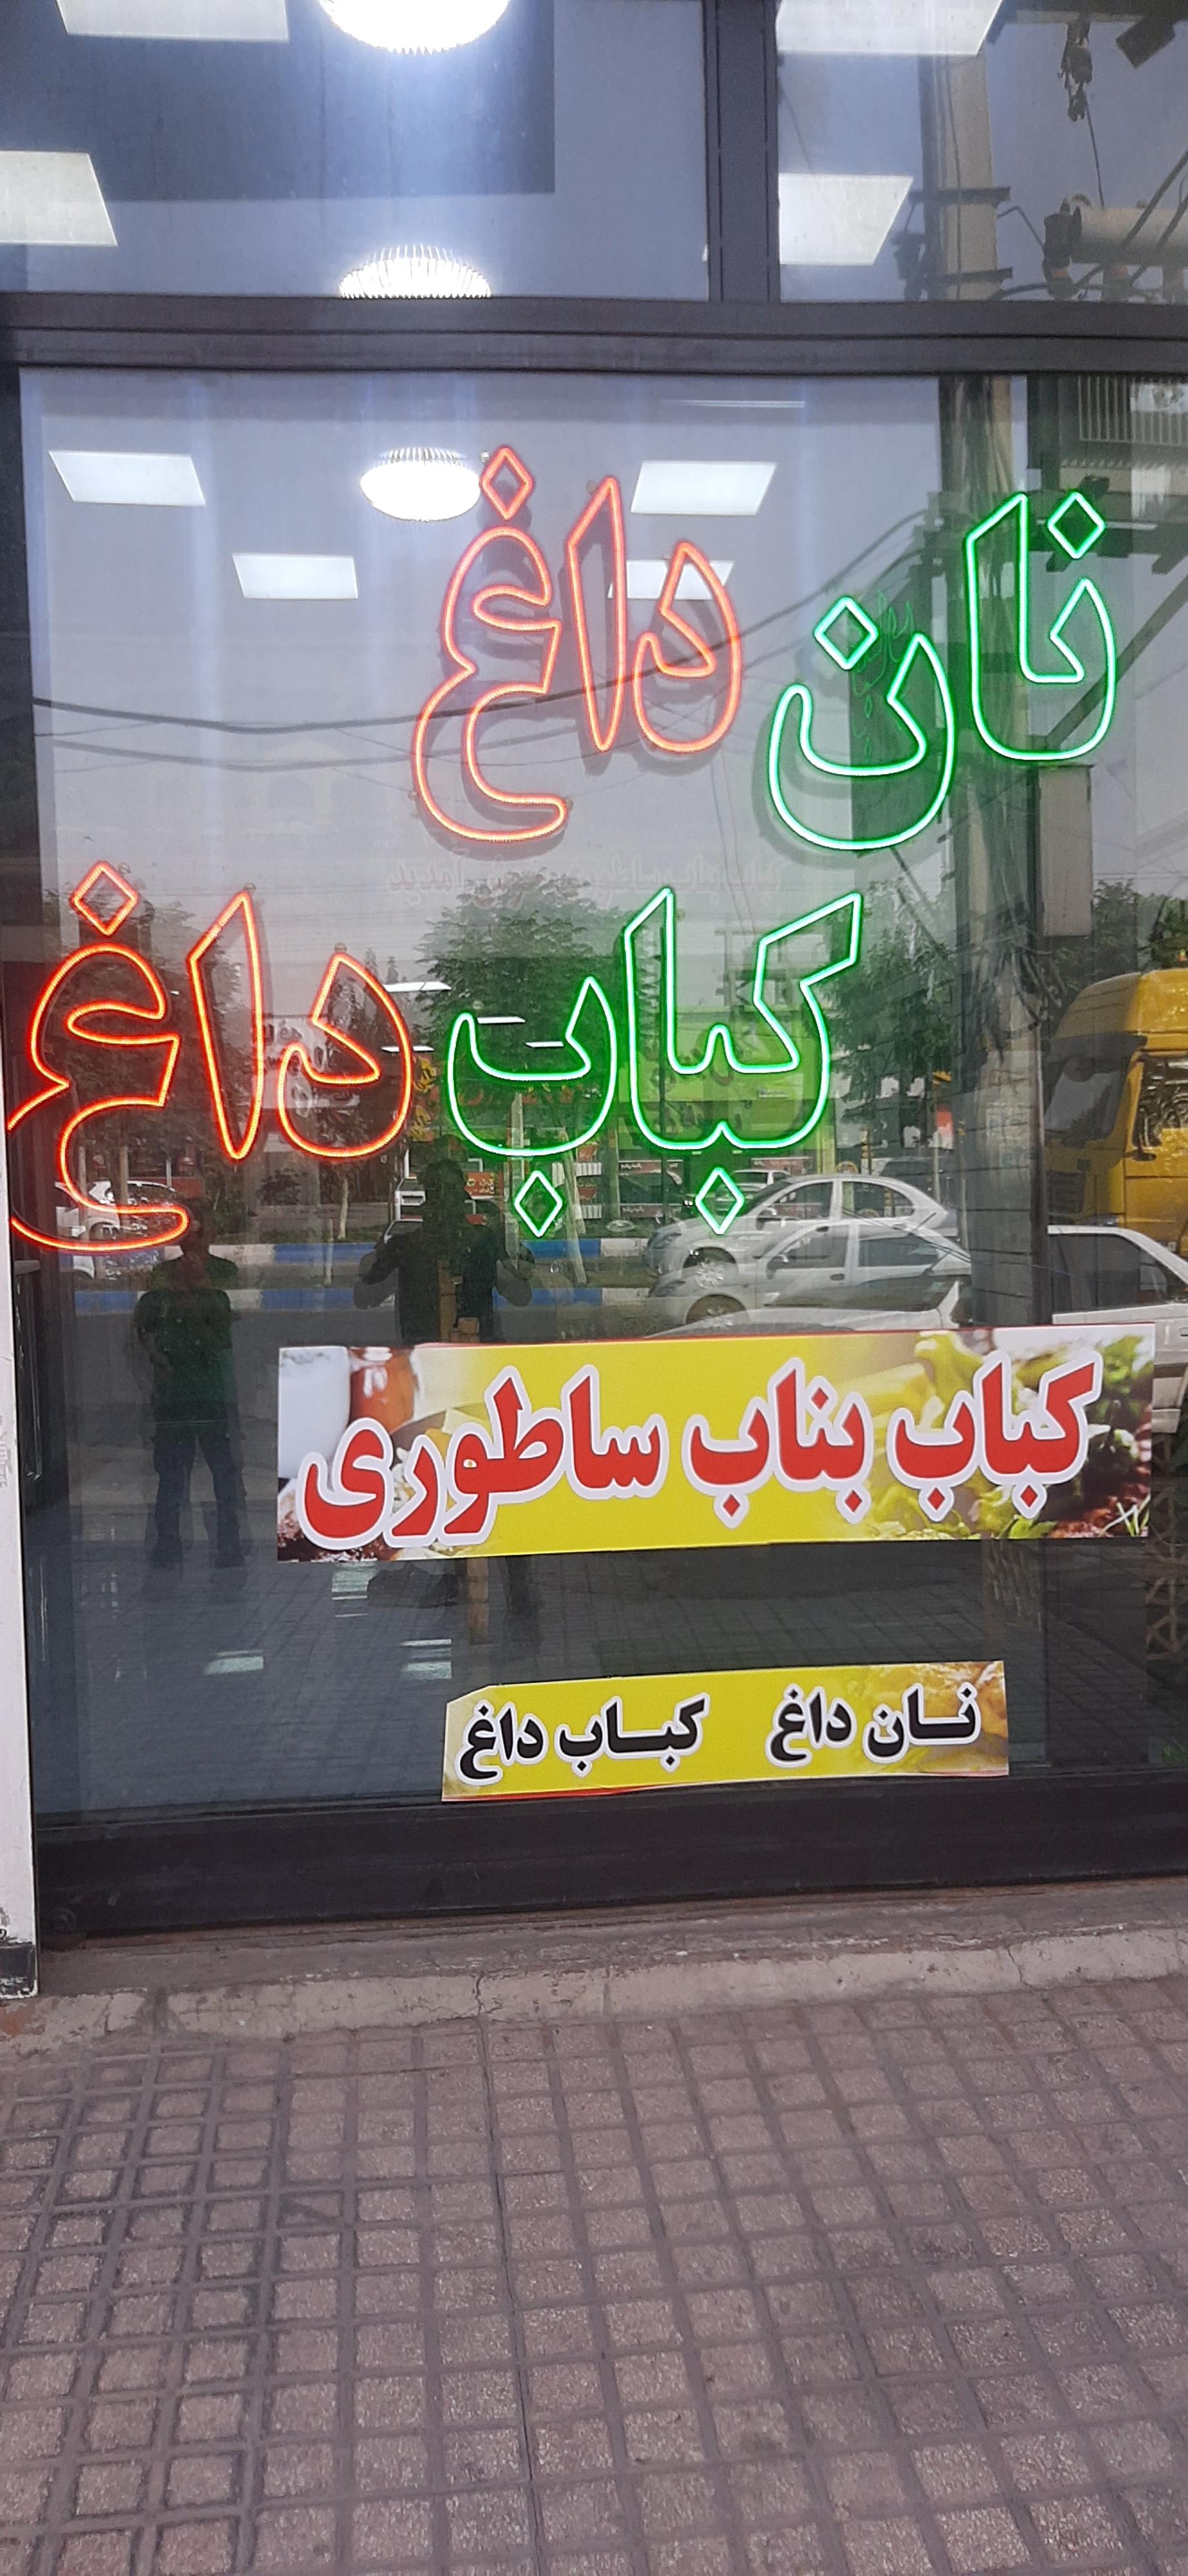 نان داغ
کباب داغ
کباب بناب ساطوری
نان داغ کباب داغ